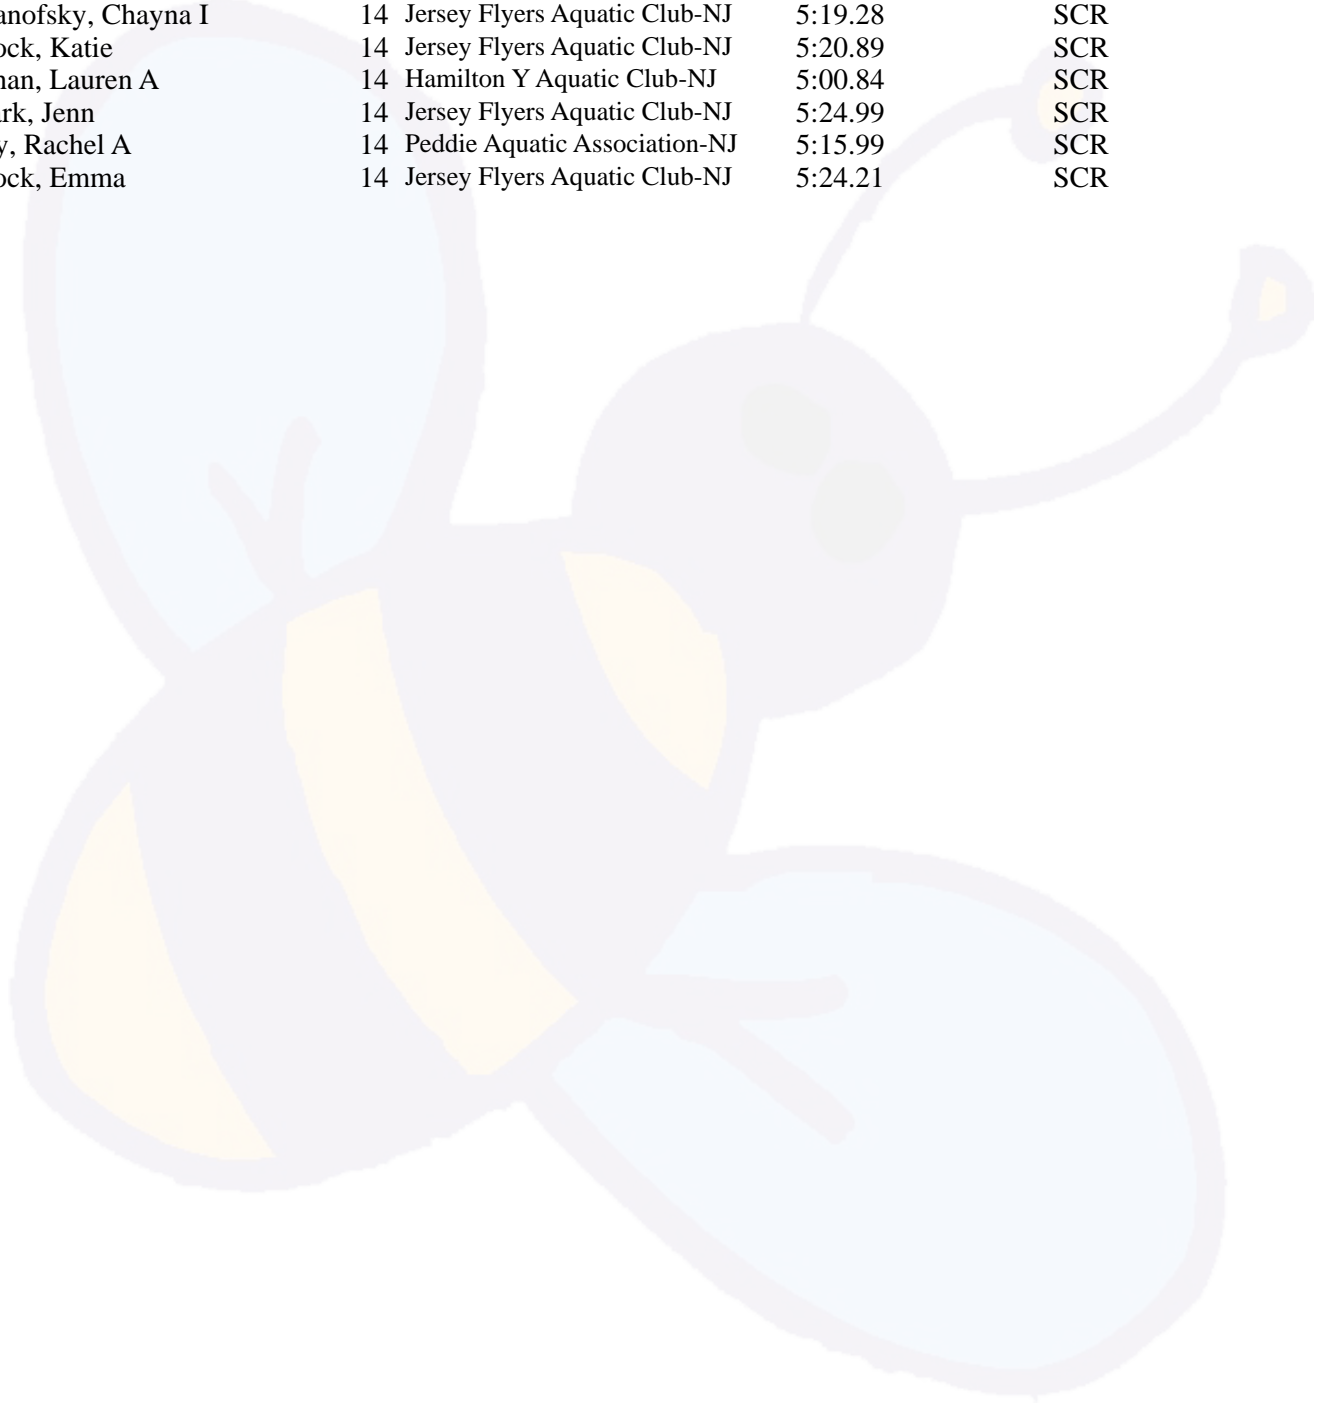 anofsky, Chayna I 14 Jersey Flyers Aquatic Club-NJ 5:19.28 SCR
ock, Katie 14 Jersey Flyers Aquatic Club-NJ 5:20.89 SCR
nan, Lauren A 14 Hamilton Y Aquatic Club-NJ 5:00.84 SCR
ark, Jenn 14 Jersey Flyers Aquatic Club-NJ 5:24.99 SCR
y, Rachel A 14 Peddie Aquatic Association-NJ 5:15.99 SCR
ock, Emma 14 Jersey Flyers Aquatic Club-NJ 5:24.21 SCR